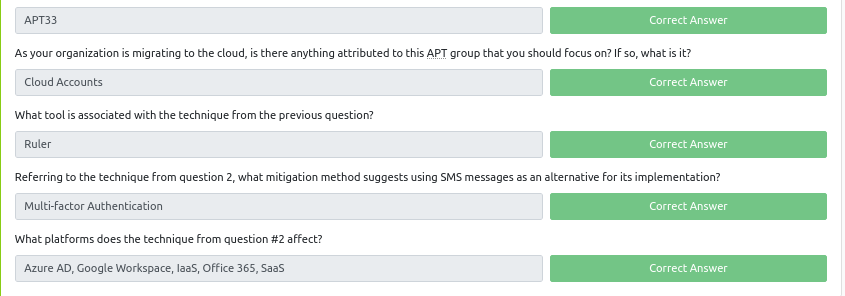 APT33
Correct Answer
As your organization is migrating to the cloud, is there anything attributed to this APT group that you should focus on? If so, what is it?
Cloud Accounts
Correct Answer
What tool is associated with the technique from the previous question?
Ruler
Correct Answer
Referring to the technique from question 2, what mitigation method suggests using SMS messages as an alternative for its implementation?
Multi-factor Authentication
Correct Answer
What platforms does the technique from question #2 affect?
Azure AD, Google Workspace, IaaS, Office 365, SaaS
Correct Answer